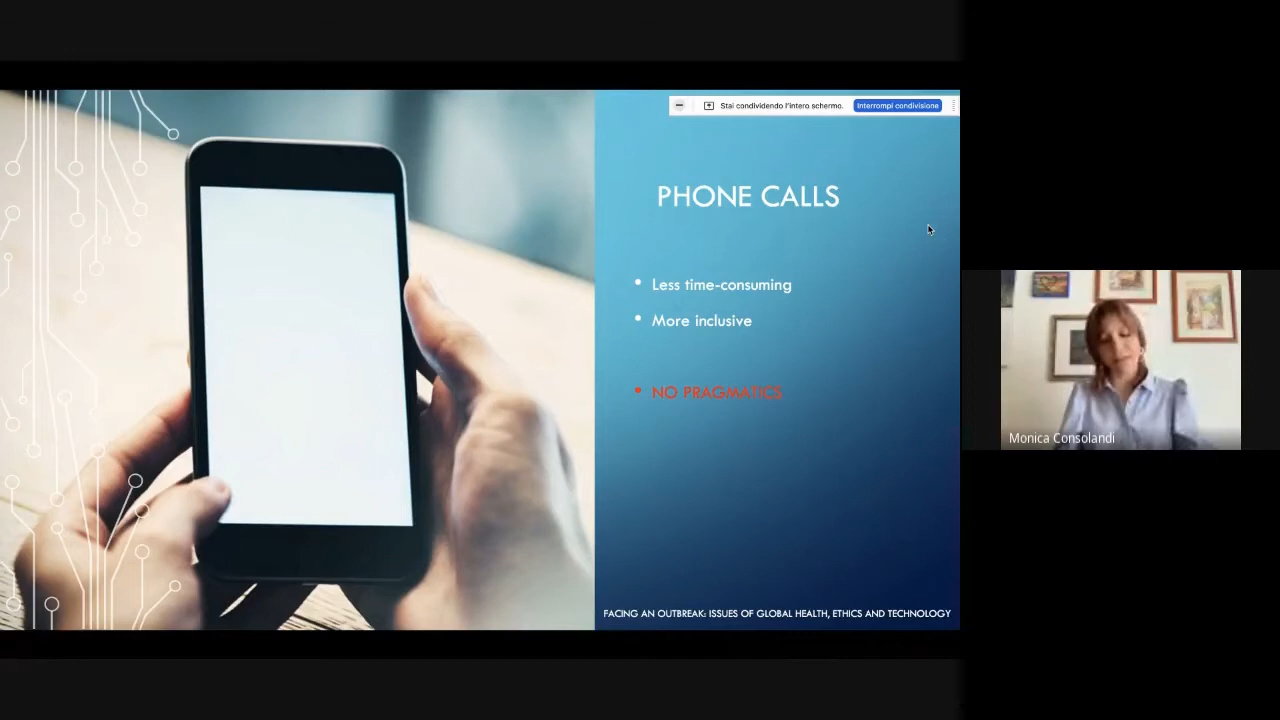 Stai condividendo l'intero schermo. Interrompi condivisione
PHONE CALLS
• Less time-consuming
• More inclusive
• NO PRAGMATICS
Monica Consolandi
FACING AN OUTBREAK: ISSUES OF GLOBAL HEALTH, ETHICS AND TECHNOLOGY